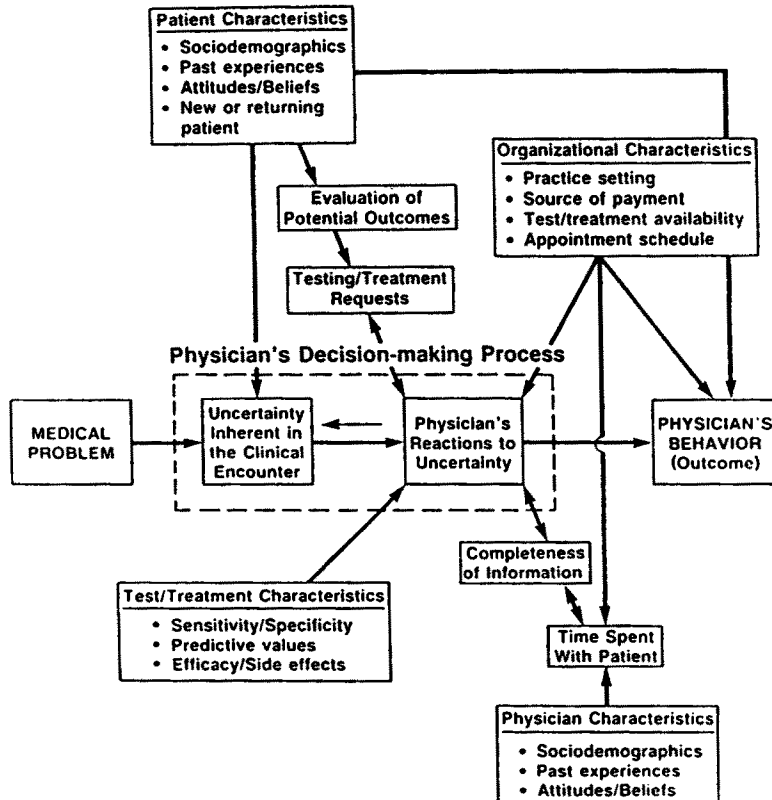 Patient Characteristics
• Sociodemographics
• Past experiences
• Attitudes/Beliefs
• New or returning
patient
Organizational Characteristics
• Practice setting
• Source of payment
• Test/treatment availability
• Appointment schedule
Evaluation of
Potential Outcomes
Testing/Treatment
Requests
Physician's Decision-making Process
MEDICAL
PROBLEM
Uncertainty
Inherent in
the Clinical
Encounter
Physician's
Reactions to
Uncertainty
PHYSICIAN'S
BEHAVIOR
(Outcome)
Completeness
of Information
Test/Treatment Characteristics
• Sensitivity/Specificity
• Predictive values
• Efficacy/Side effects
Time Spent
With Patient
Physician Characteristics
• Sociodemographics
• Past experiences
• Attitudes/Beliefs